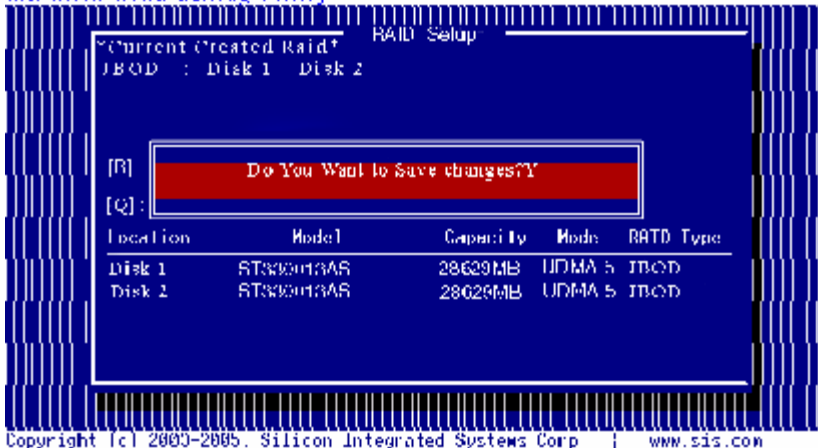 *Current Created Raid*
RAID Setup
JBOD : Disk 1 Disk 2
[R]
Do You Want to Save changes?Y
[Q]:
Location Model Capacity Mode RAID Type
Disk 1 28629MB UDMA 5 JBOD
Disk 2 28629MB UDMA 5 JBOD
Copyright (c) 2003-2005. Silicon Integrated Systems Corp | www.sis.com